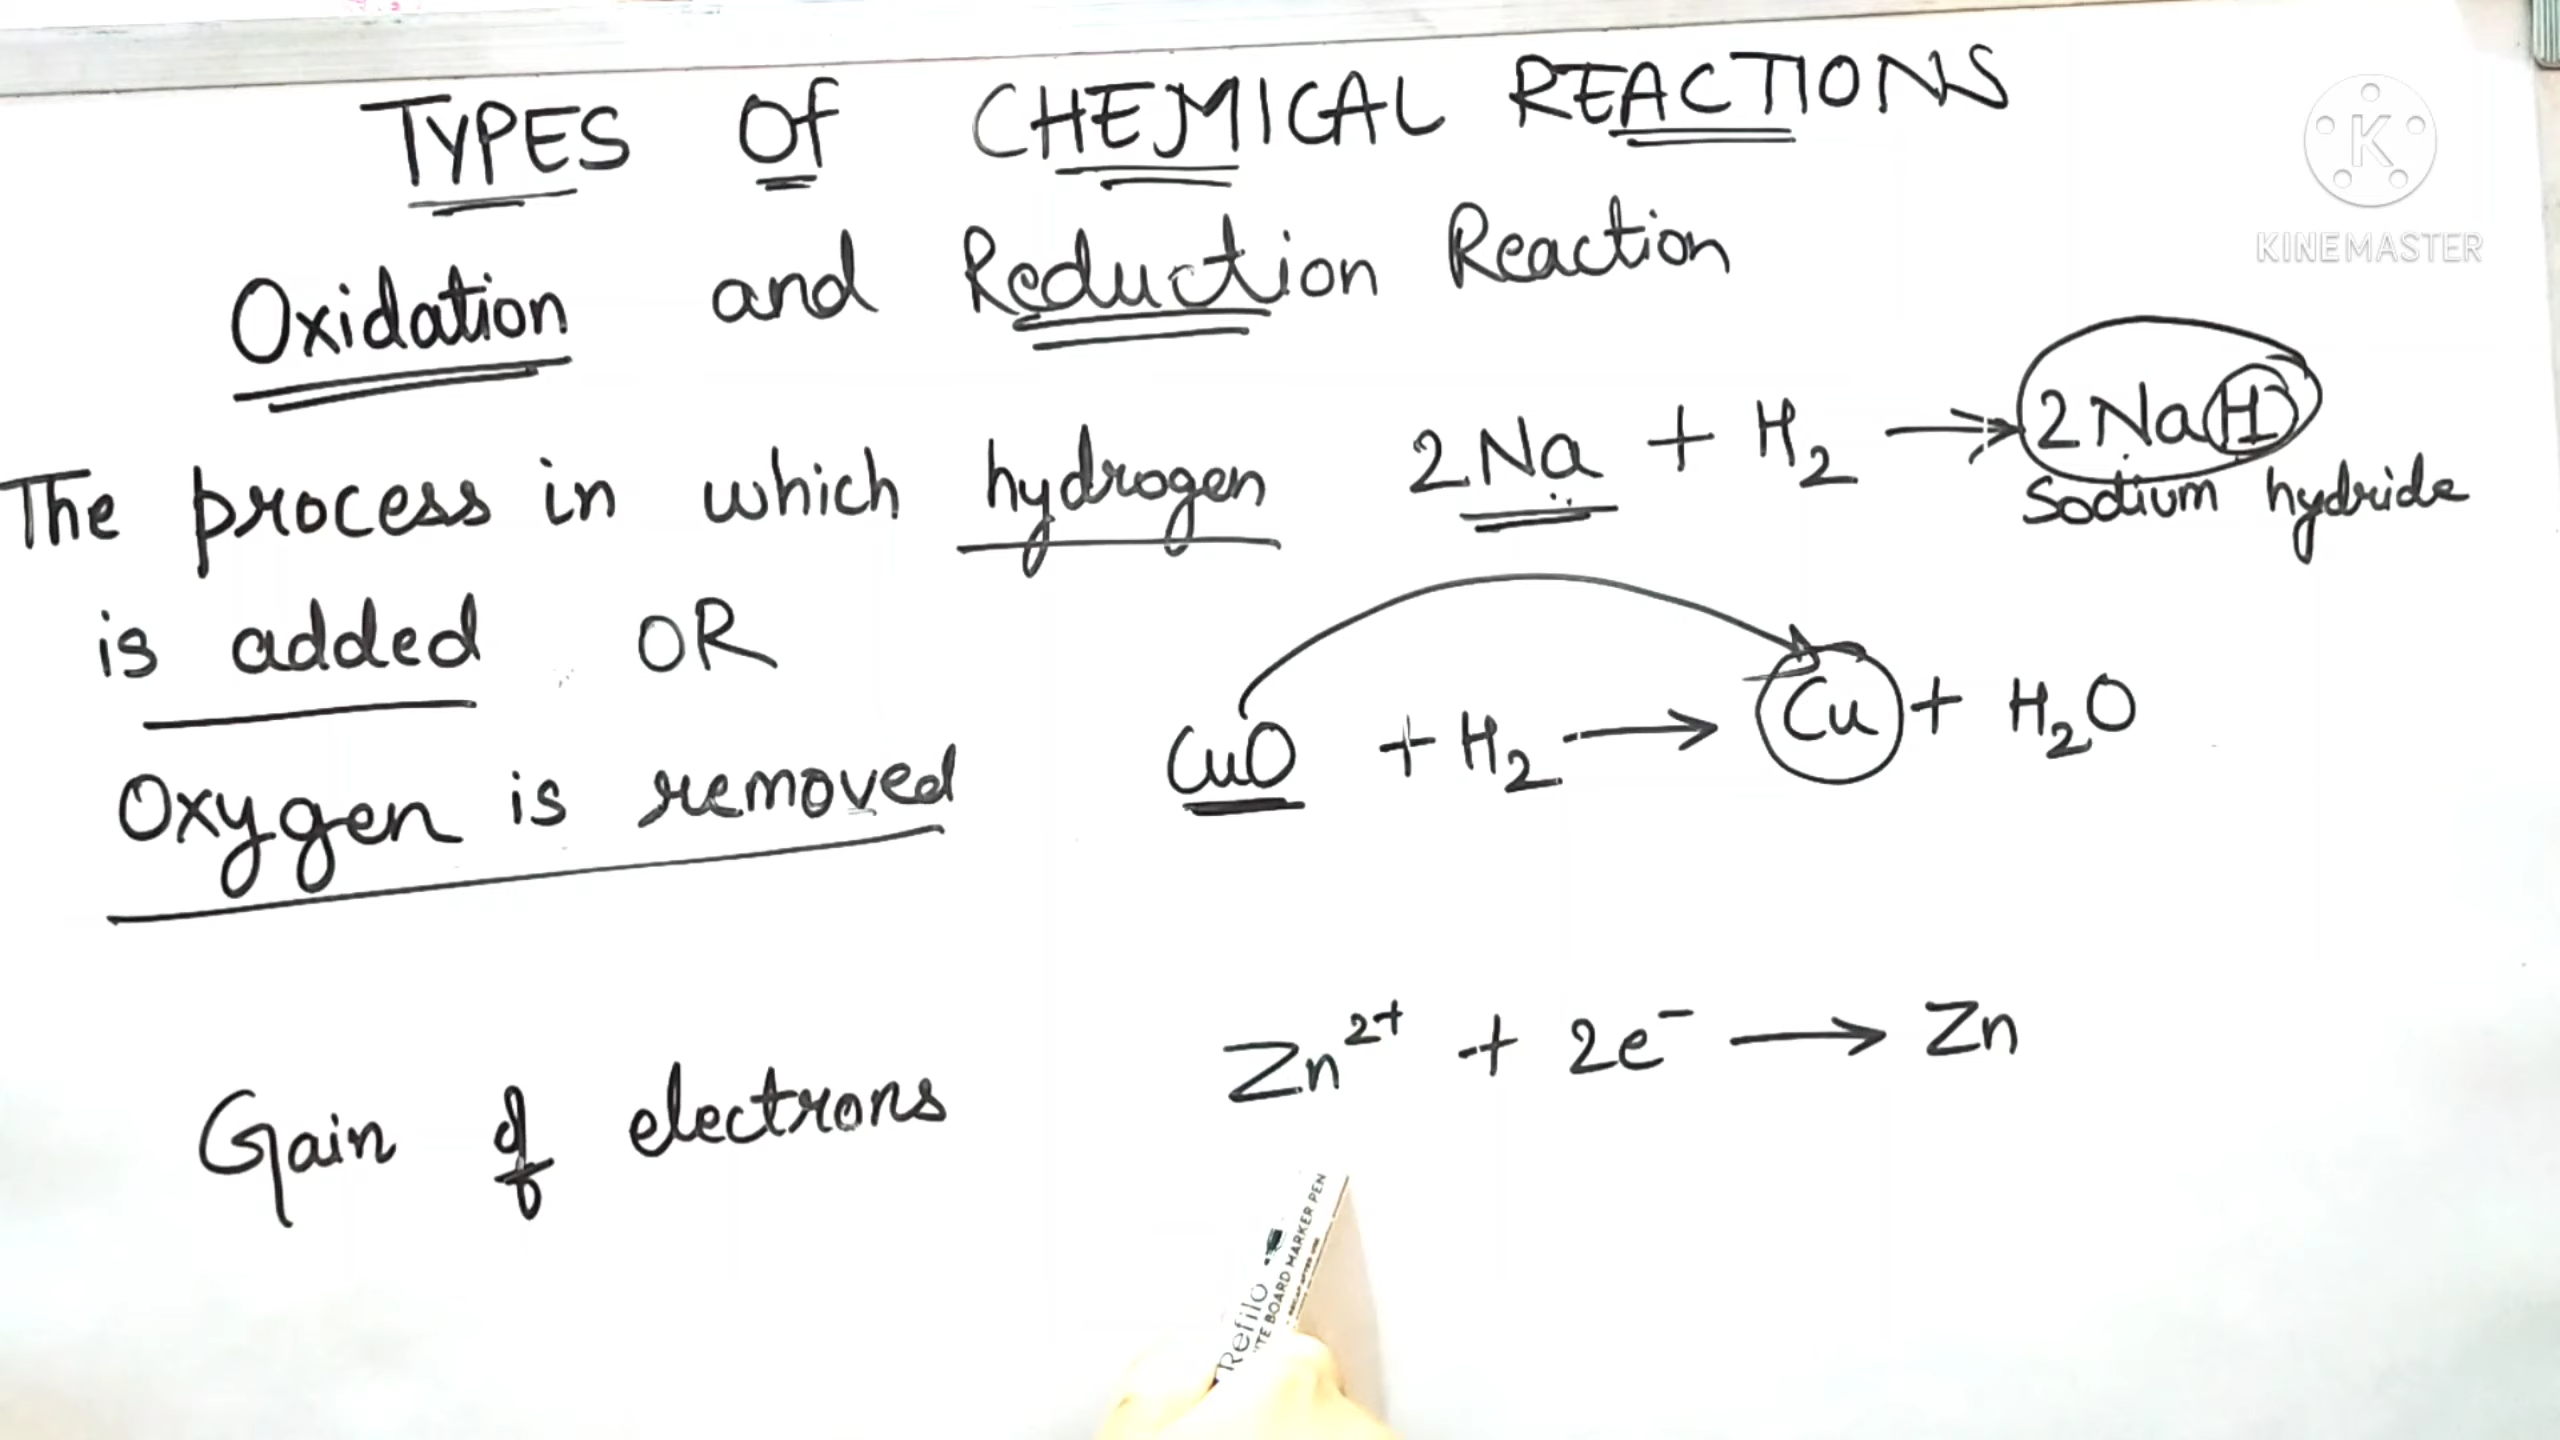 TYPES Of CHEMICAL REACTIONS
K
KINEMASTER
Oxidation and Reduction Reaction
The process in which hydrogen
is added OR
Oxygen is removed
2Na + H₂ → 2NaH
Sodium hydride
CuO + H₂ → Cu + H₂O
Gain of electrons
Zn²⁺ + 2e⁻ → Zn
Refilo
TE BOARD MARKER PEN